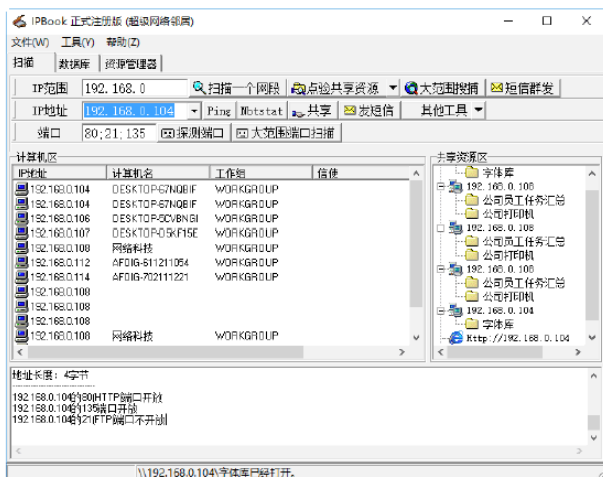 IPBook 正式注册版 (超级网络邻居)
文件(W) 工具(Y) 帮助(Z)
扫描 数据库 资源管理器
IP范围 192.168.0 扫描一个网段 点验共享资源 大范围搜捕 短信群发
IP地址 192.168.0.104 Ping Nbtstat 共享 发短信 其他工具
端口 80;21;135 探测端口 大范围端口扫描
计算机区
IP地址 计算机名 工作组 信使
192.168.0.104 DESKTOP-67NQBIF WORKGROUP
192.168.0.104 DESKTOP-67NQBIF WORKGROUP
192.168.0.106 DESKTOP-5CVBNGI WORKGROUP
192.168.0.107 DESKTOP-D5KF15E WORKGROUP
192.168.0.108 网络科技 WORKGROUP
192.168.0.112 AFDIG-611211054 WORKGROUP
192.168.0.114 AFDIG-702111221 WORKGROUP
192.168.0.108
192.168.0.108
192.168.0.108
192.168.0.108 网络科技 WORKGROUP
共享资源区
字体库
192.168.0.108
公司员工任务汇总
公司打印机
192.168.0.108
公司员工任务汇总
公司打印机
192.168.0.108
公司员工任务汇总
公司打印机
192.168.0.104
字体库
Http://192.168.0.104
地址长度：4字节
192.168.0.104的80(HTTP)端口开放
192.168.0.104的135端口开放
192.168.0.104的21(FTP)端口不开放
\\192.168.0.104\字体库已经打开。